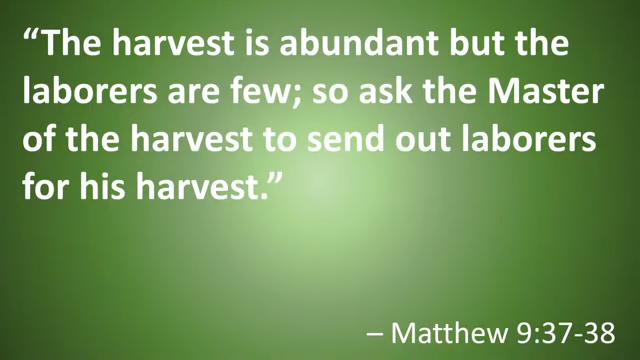 “The harvest is abundant but the
laborers are few; so ask the Master
of the harvest to send out laborers
for his harvest.”
– Matthew 9:37-38